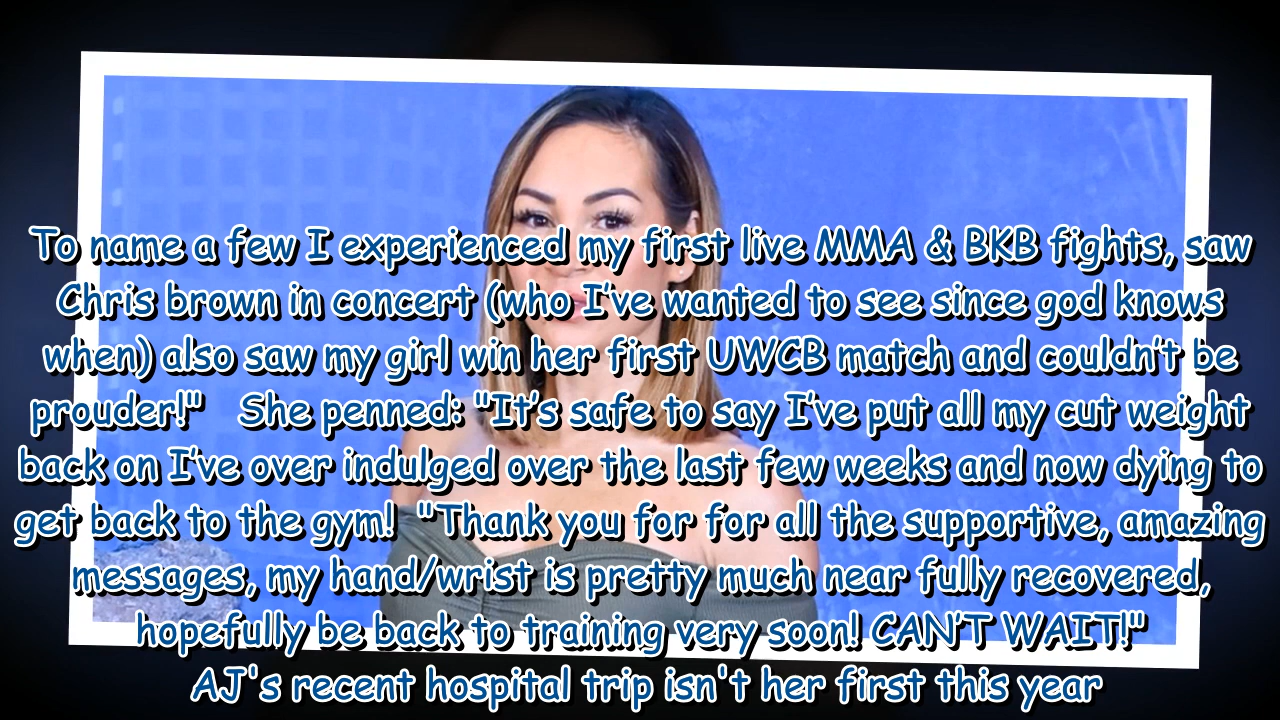 To name a few I experienced my first live MMA & BKB fights, saw
Chris brown in concert (who I've wanted to see since god knows
when) also saw my girl win her first UWCB match and couldn't be
prouder!"   She penned: "It's safe to say I've put all my cut weight
back on I've over indulged over the last few weeks and now dying to
get back to the gym!  "Thank you for for all the supportive, amazing
messages, my hand/wrist is pretty much near fully recovered,
hopefully be back to training very soon! CAN'T WAIT!"
AJ's recent hospital trip isn't her first this year